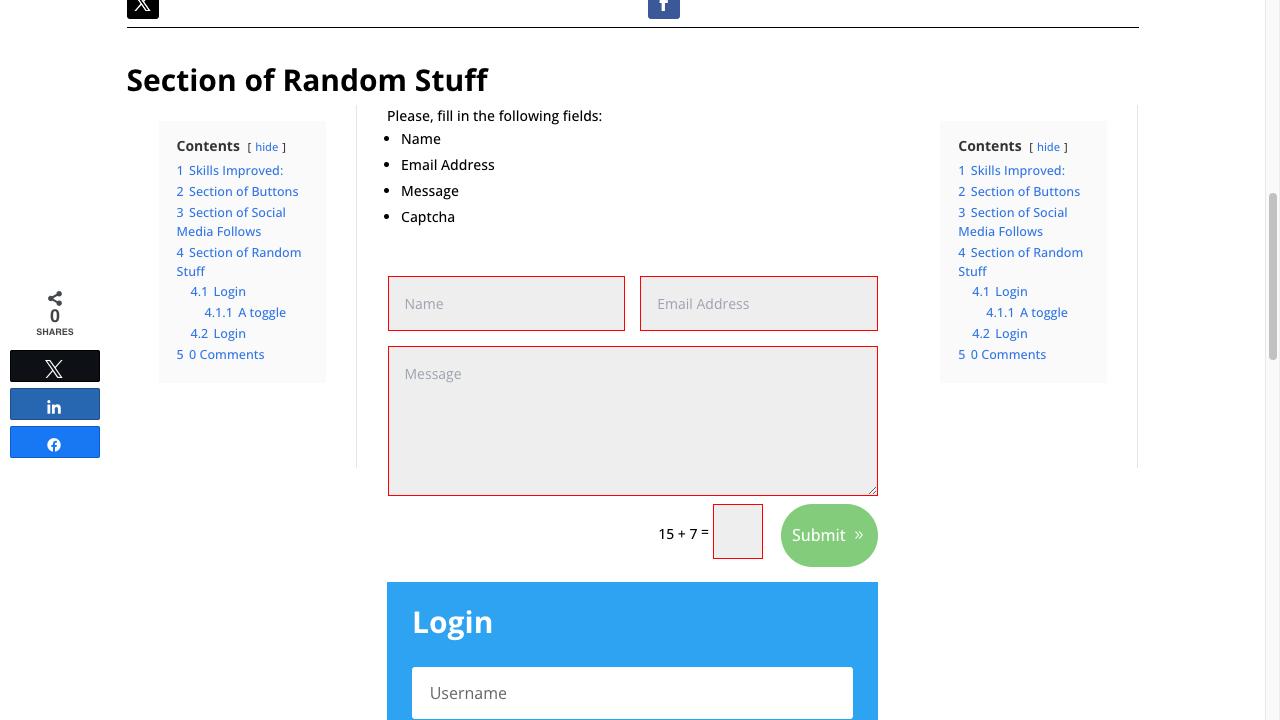 Section of Random Stuff
Contents [ hide ]
1 Skills Improved:
2 Section of Buttons
3 Section of Social
Media Follows
4 Section of Random
Stuff
4.1 Login
4.1.1 A toggle
4.2 Login
5 0 Comments
Please, fill in the following fields:
• Name
• Email Address
• Message
• Captcha
Name
Email Address
Message
15 + 7 =
Submit »
Login
Username
Contents [ hide ]
1 Skills Improved:
2 Section of Buttons
3 Section of Social
Media Follows
4 Section of Random
Stuff
4.1 Login
4.1.1 A toggle
4.2 Login
5 0 Comments
0
SHARES